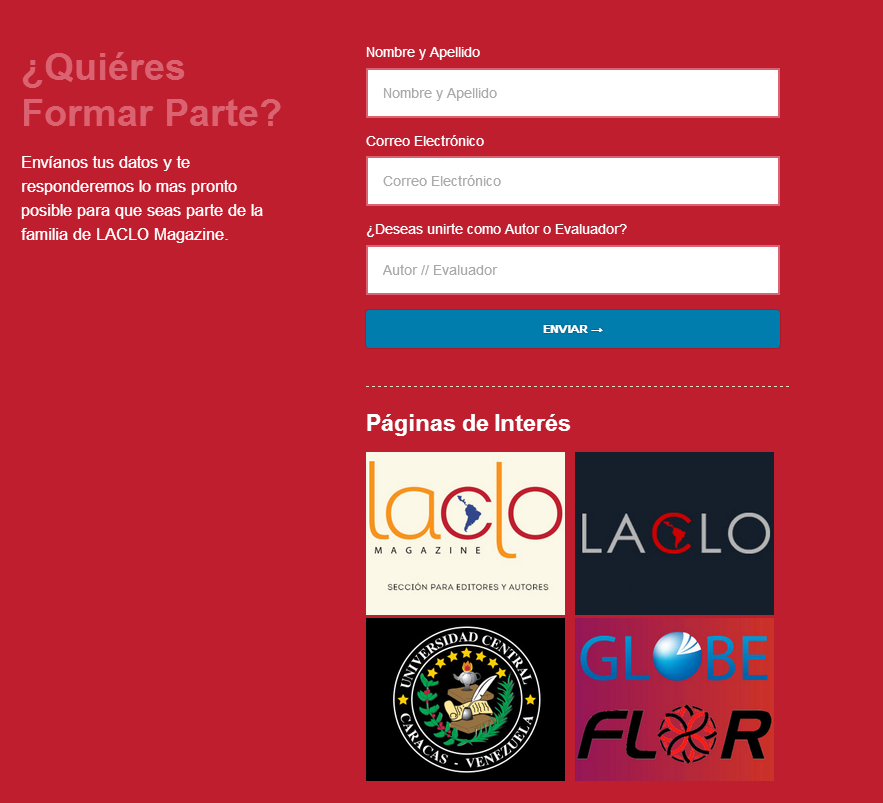 ¿Quiéres
Formar Parte?
Envíanos tus datos y te
responderemos lo mas pronto
posible para que seas parte de la
familia de LACLO Magazine.
Nombre y Apellido
Nombre y Apellido
Correo Electrónico
Correo Electrónico
¿Deseas unirte como Autor o Evaluador?
Autor // Evaluador
ENVIAR →
Páginas de Interés
laclo
MAGAZINE
SECCIÓN PARA EDITORES Y AUTORES
LACLO
UNIVERSIDAD CENTRAL
CARACAS - VENEZUELA
GLOBE
FLOR